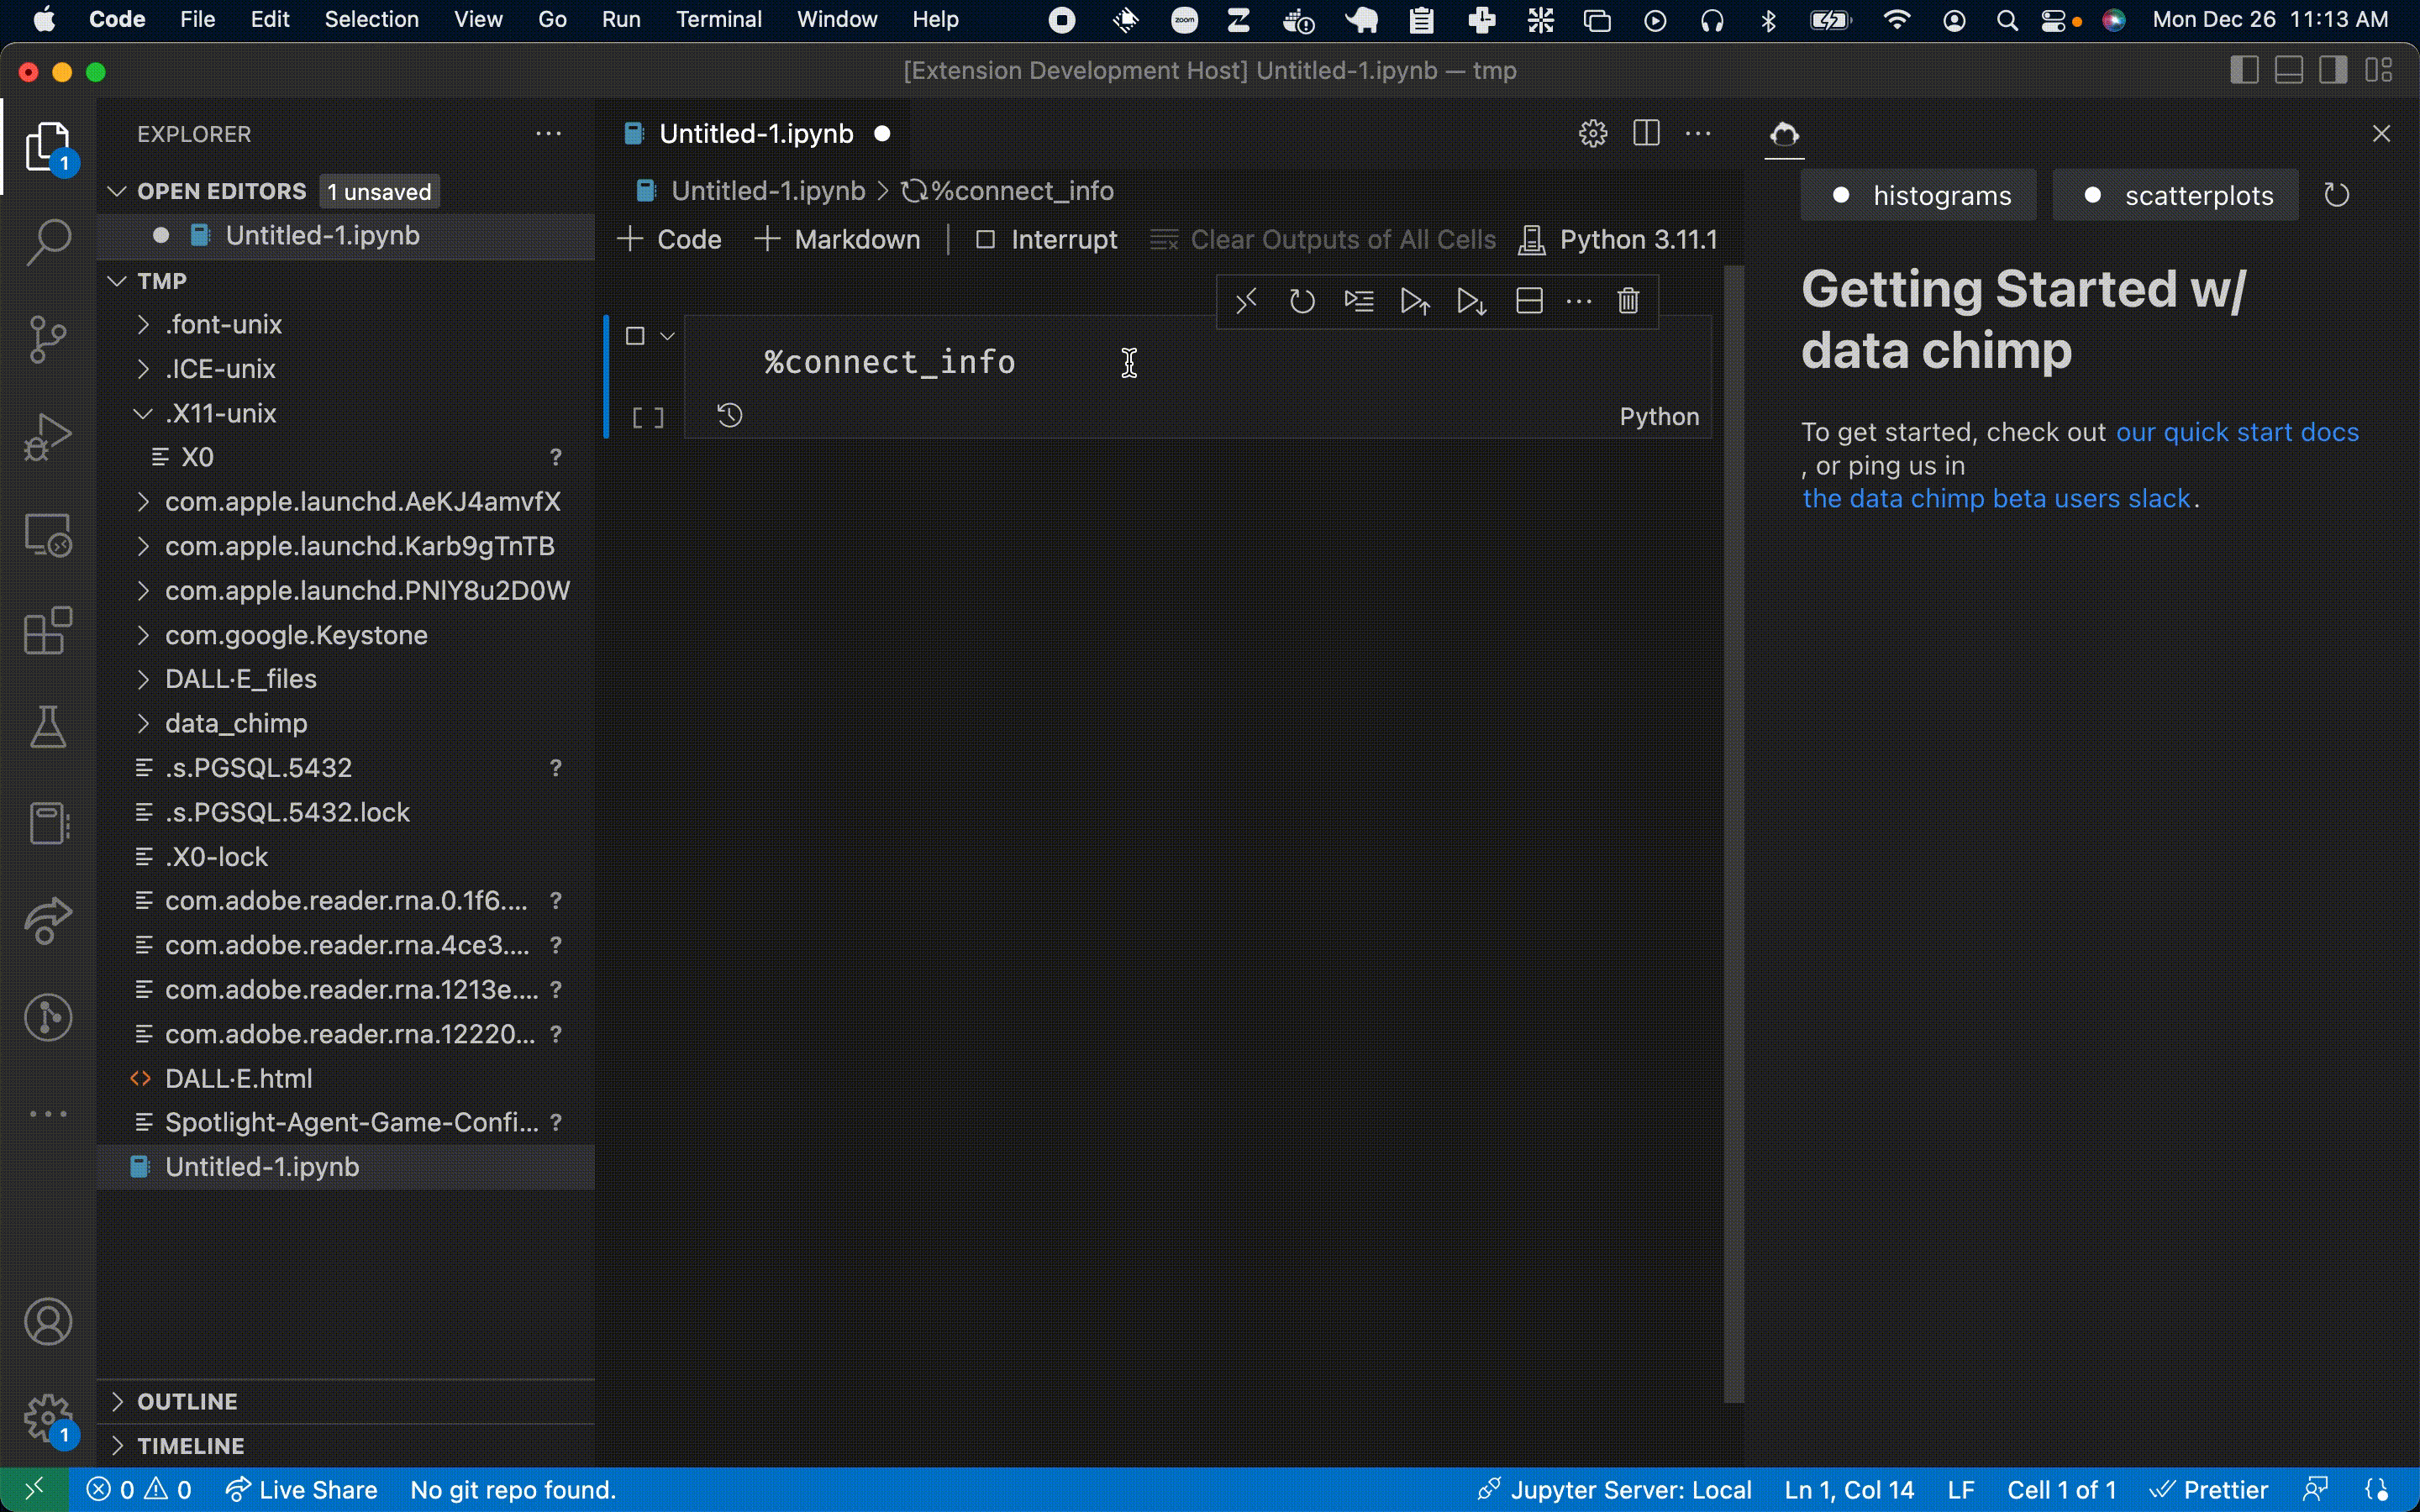 Code File Edit Selection View Go Run Terminal Window Help zoom Mon Dec 26 11:13 AM
[Extension Development Host] Untitled-1.ipynb — tmp
EXPLORER
1
OPEN EDITORS 1 unsaved
Untitled-1.ipynb
TMP
.font-unix
.ICE-unix
.X11-unix
X0 ?
com.apple.launchd.AeKJ4amvfX
com.apple.launchd.Karb9gTnTB
com.apple.launchd.PNlY8u2D0W
com.google.Keystone
DALL·E_files
data_chimp
.s.PGSQL.5432 ?
.s.PGSQL.5432.lock
.X0-lock
com.adobe.reader.rna.0.1f6.... ?
com.adobe.reader.rna.4ce3.... ?
com.adobe.reader.rna.1213e.... ?
com.adobe.reader.rna.12220... ?
DALL·E.html
Spotlight-Agent-Game-Confi... ?
Untitled-1.ipynb
OUTLINE
1
TIMELINE
Untitled-1.ipynb
Untitled-1.ipynb > %connect_info
+ Code + Markdown | Interrupt Clear Outputs of All Cells Python 3.11.1
%connect_info
[ ] Python
histograms scatterplots
Getting Started w/
data chimp
To get started, check out our quick start docs
, or ping us in
the data chimp beta users slack.
0 0 Live Share No git repo found. Jupyter Server: Local Ln 1, Col 14 LF Cell 1 of 1 Prettier